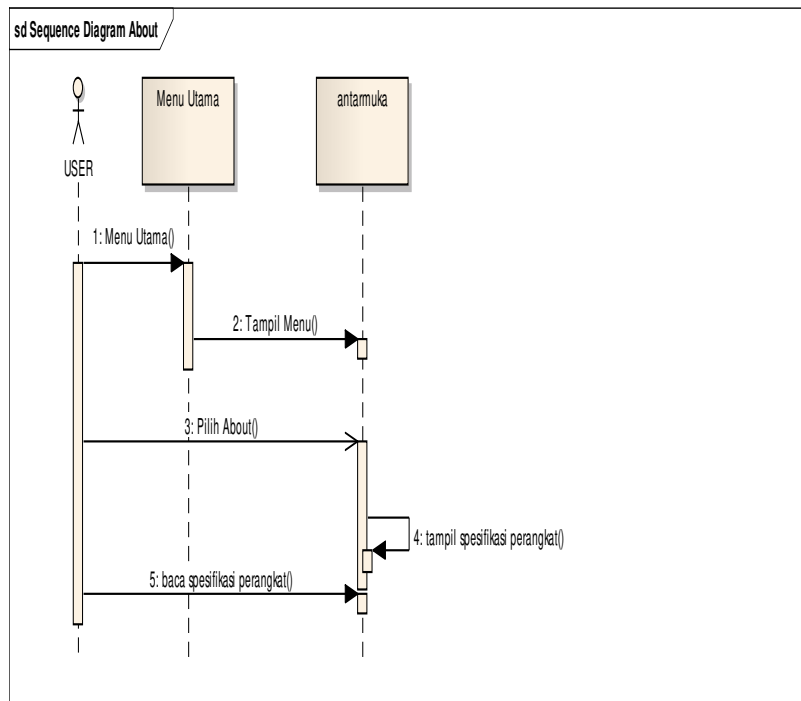 sd Sequence Diagram About
USER
Menu Utama
antarmuka
1: Menu Utama()
2: Tampil Menu()
3: Pilih About()
4: tampil spesifikasi perangkat()
5: baca spesifikasi perangkat()